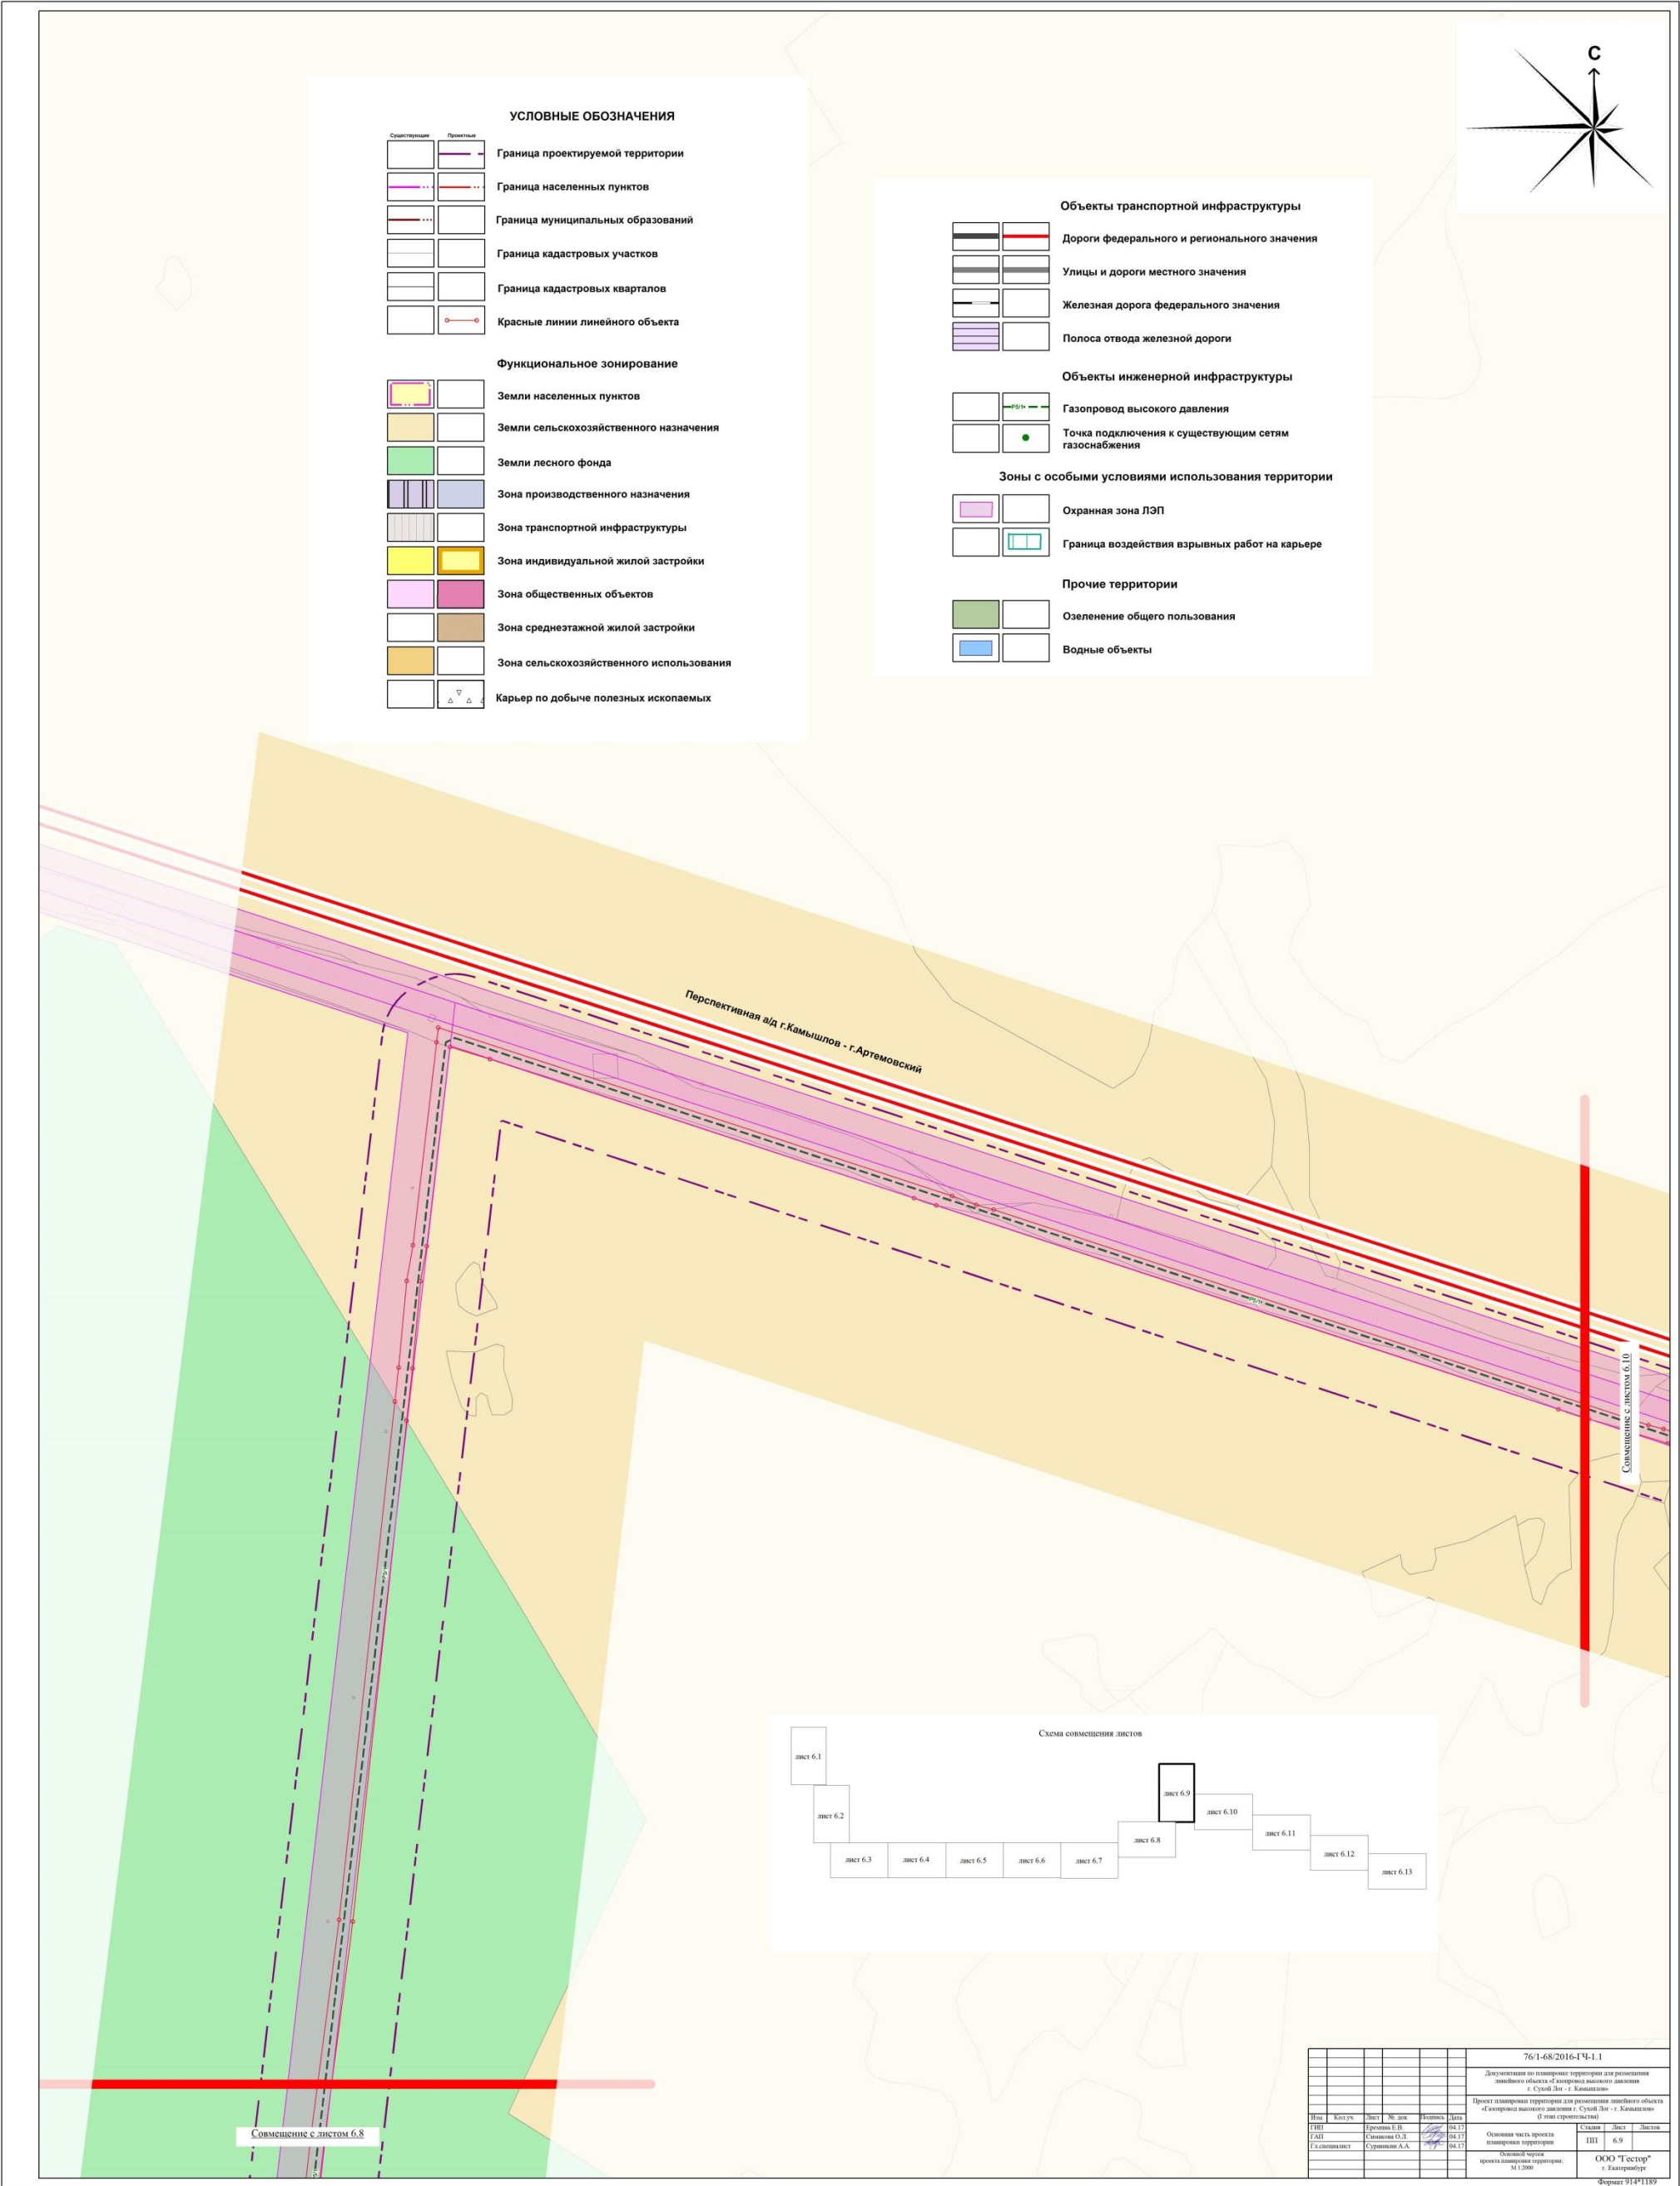 С
УСЛОВНЫЕ ОБОЗНАЧЕНИЯ
Существующие Проектные
Граница проектируемой территории
Граница населенных пунктов
Граница муниципальных образований
Граница кадастровых участков
Граница кадастровых кварталов
Красные линии линейного объекта
Функциональное зонирование
Земли населенных пунктов
Земли сельскохозяйственного назначения
Земли лесного фонда
Зона производственного назначения
Зона транспортной инфраструктуры
Зона индивидуальной жилой застройки
Зона общественных объектов
Зона среднеэтажной жилой застройки
Зона сельскохозяйственного использования
Карьер по добыче полезных ископаемых
Объекты транспортной инфраструктуры
Дороги федерального и регионального значения
Улицы и дороги местного значения
Железная дорога федерального значения
Полоса отвода железной дороги
Объекты инженерной инфраструктуры
Газопровод высокого давления
Точка подключения к существующим сетям
газоснабжения
Зоны с особыми условиями использования территории
Охранная зона ЛЭП
Граница воздействия взрывных работ на карьере
Прочие территории
Озеленение общего пользования
Водные объекты
Перспективная а/д г.Камышлов - г.Артемовский
Совмещение с листом 6.10
Схема совмещения листов
лист 6.1
лист 6.2
лист 6.3
лист 6.4
лист 6.5
лист 6.6
лист 6.7
лист 6.8
лист 6.9
лист 6.10
лист 6.11
лист 6.12
лист 6.13
Совмещение с листом 6.8
76/1-68/2016-ГЧ-1.1
Документация по планировке территории для размещения
линейного объекта «Газопровод высокого давления
г. Сухой Лог - г. Камышлов»
Проект планировки территории для размещения линейного объекта
«Газопровод высокого давления г. Сухой Лог - г. Камышлов»
(I этап строительства)
Изм. Кол.уч. Лист № док Подпись Дата
ГИП Еремина Е.В. 04.17
ГАП Симакова О.Л. 04.17
Гл.специалист 04.17
Основная часть проекта
планировки территории
Стадия Лист Листов
ПП 6.9
Основной чертеж
проекта планировки территории;
М 1:2000
ООО "Гестор"
г. Екатеринбург
Формат 914*1189